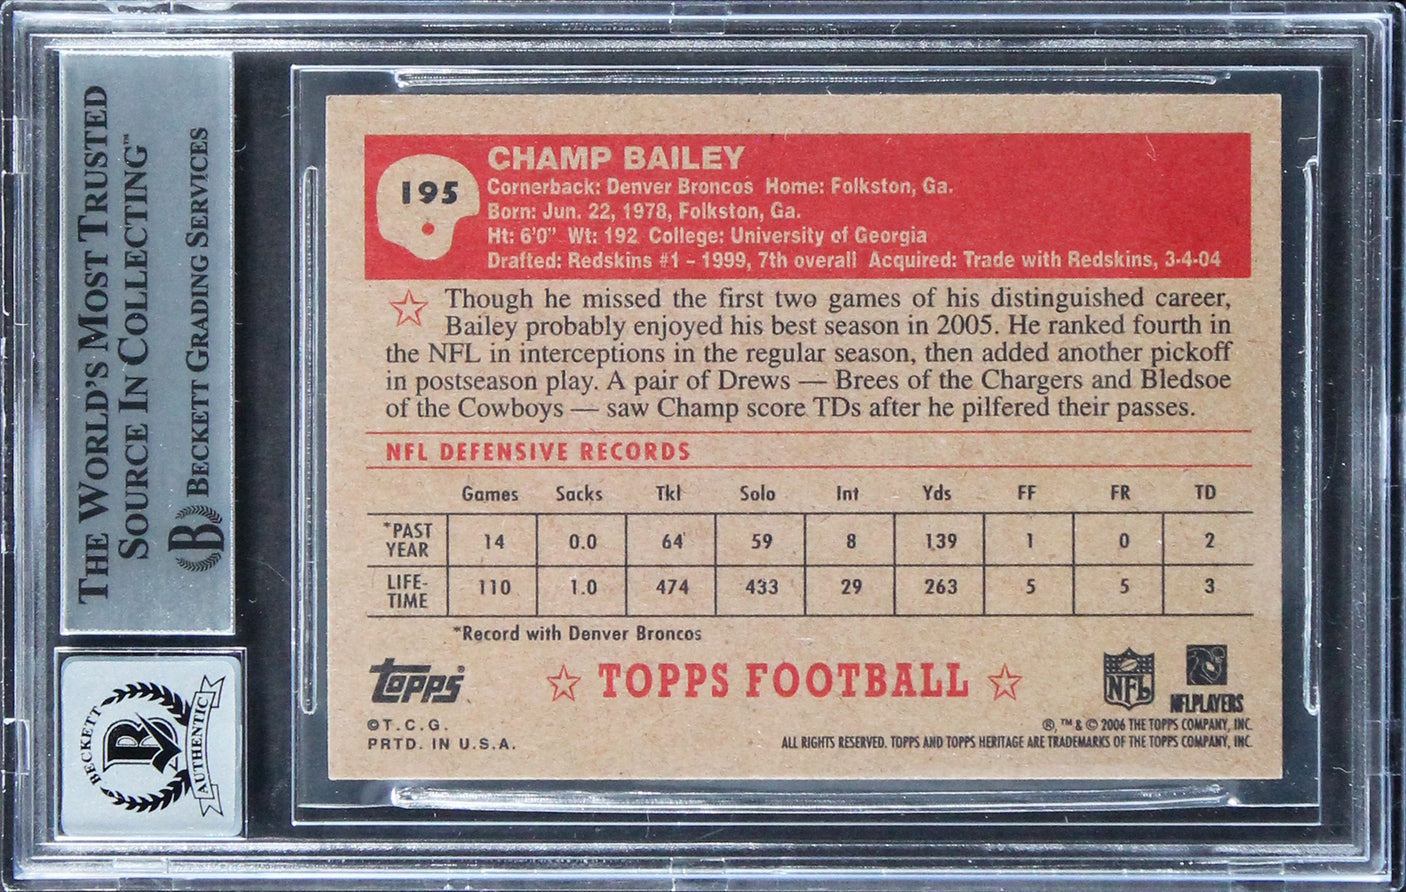 THE WORLD'S MOST TRUSTED
SOURCE IN COLLECTING™
BECKETT GRADING SERVICES
B
BECKETT
B
AUTHENTIC
195
CHAMP BAILEY
Cornerback: Denver Broncos Home: Folkston, Ga.
Born: Jun. 22, 1978, Folkston, Ga.
Ht: 6'0" Wt: 192 College: University of Georgia
Drafted: Redskins #1 – 1999, 7th overall Acquired: Trade with Redskins, 3-4-04
Though he missed the first two games of his distinguished career,
Bailey probably enjoyed his best season in 2005. He ranked fourth in
the NFL in interceptions in the regular season, then added another pickoff
in postseason play. A pair of Drews — Brees of the Chargers and Bledsoe
of the Cowboys — saw Champ score TDs after he pilfered their passes.
NFL DEFENSIVE RECORDS
Games Sacks Tkl Solo Int Yds FF FR TD
*PAST YEAR 14 0.0 64 59 8 139 1 0 2
LIFE-TIME 110 1.0 474 433 29 263 5 5 3
*Record with Denver Broncos
Topps
TOPPS FOOTBALL
NFL
NFLPLAYERS
©T.C.G.
PRTD. IN U.S.A.
®, ™ & © 2006 THE TOPPS COMPANY, INC.
ALL RIGHTS RESERVED. TOPPS AND TOPPS HERITAGE ARE TRADEMARKS OF THE TOPPS COMPANY, INC.